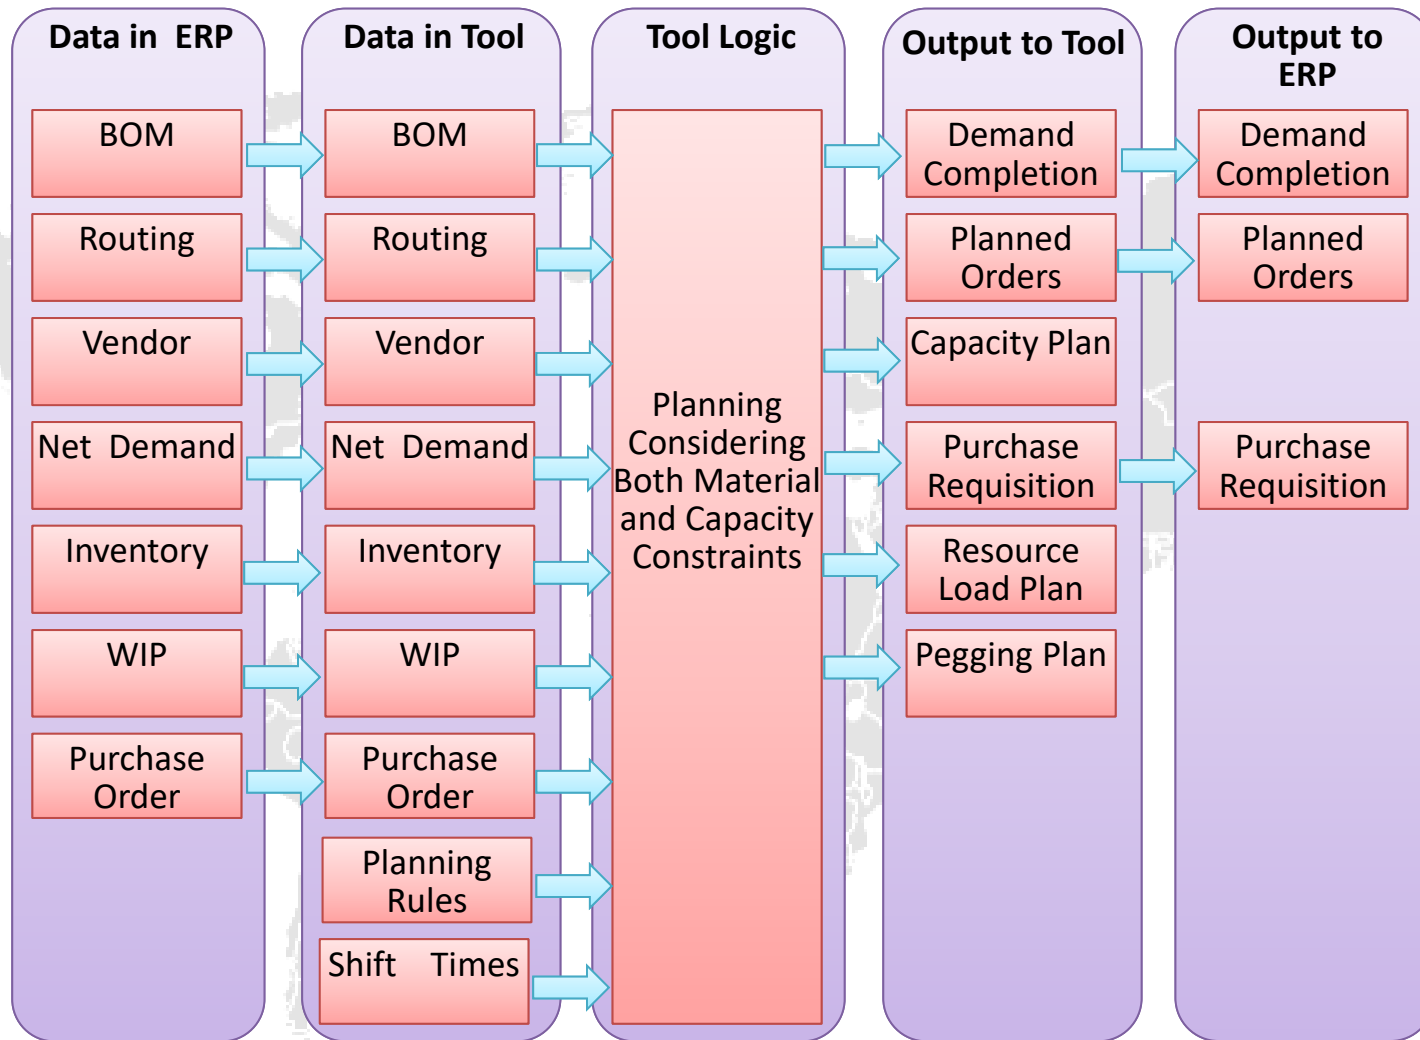 Data in ERP
BOM
Routing
Vendor
Net Demand
Inventory
WIP
Purchase
Order
Data in Tool
BOM
Routing
Vendor
Net Demand
Inventory
WIP
Purchase
Order
Planning
Rules
Shift Times
Tool Logic
Planning
Considering
Both Material
and Capacity
Constraints
Output to Tool
Demand
Completion
Planned
Orders
Capacity Plan
Purchase
Requisition
Resource
Load Plan
Pegging Plan
Output to
ERP
Demand
Completion
Planned
Orders
Purchase
Requisition